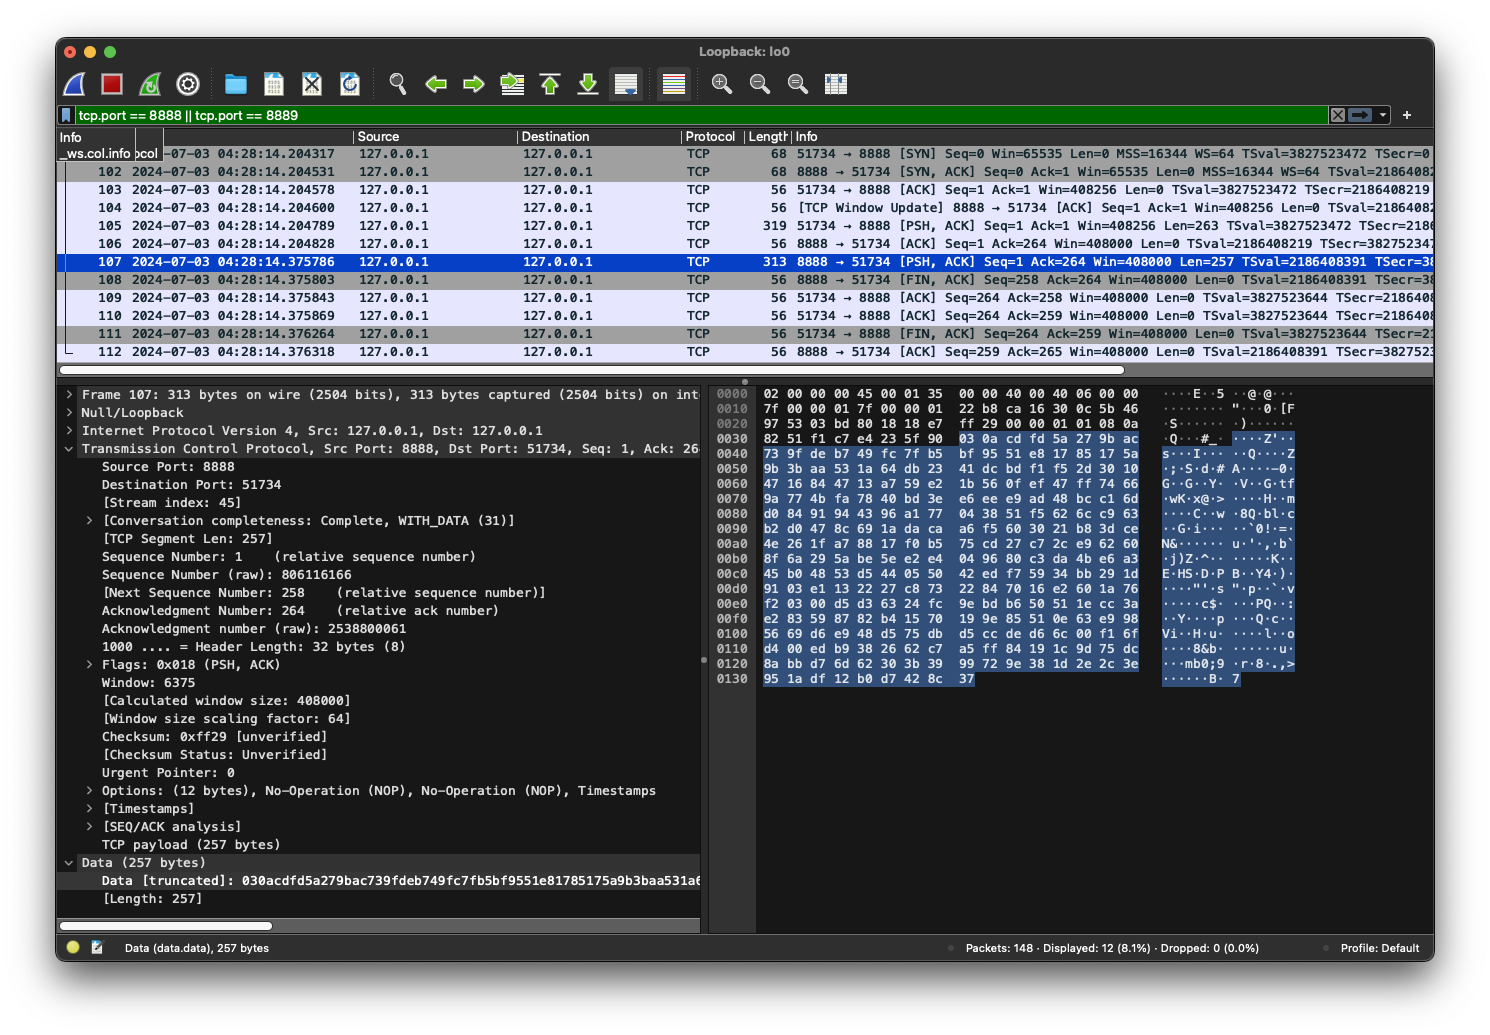 Loopback: lo0
tcp.port == 8888 || tcp.port == 8889
+
Info
Source Destination Protocol Length Info
_ws.col.info ocol -07-03 04:28:14.204317 127.0.0.1 127.0.0.1 TCP 68 51734 → 8888 [SYN] Seq=0 Win=65535 Len=0 MSS=16344 WS=64 TSval=3827523472 TSecr=0
102 2024-07-03 04:28:14.204531 127.0.0.1 127.0.0.1 TCP 68 8888 → 51734 [SYN, ACK] Seq=0 Ack=1 Win=65535 Len=0 MSS=16344 WS=64 TSval=21864082
103 2024-07-03 04:28:14.204578 127.0.0.1 127.0.0.1 TCP 56 51734 → 8888 [ACK] Seq=1 Ack=1 Win=408256 Len=0 TSval=3827523472 TSecr=2186408219
104 2024-07-03 04:28:14.204600 127.0.0.1 127.0.0.1 TCP 56 [TCP Window Update] 8888 → 51734 [ACK] Seq=1 Ack=1 Win=408256 Len=0 TSval=21864082
105 2024-07-03 04:28:14.204789 127.0.0.1 127.0.0.1 TCP 319 51734 → 8888 [PSH, ACK] Seq=1 Ack=1 Win=408256 Len=263 TSval=3827523472 TSecr=2186
106 2024-07-03 04:28:14.204828 127.0.0.1 127.0.0.1 TCP 56 8888 → 51734 [ACK] Seq=1 Ack=264 Win=408000 Len=0 TSval=2186408219 TSecr=382752347
107 2024-07-03 04:28:14.375786 127.0.0.1 127.0.0.1 TCP 313 8888 → 51734 [PSH, ACK] Seq=1 Ack=264 Win=408000 Len=257 TSval=2186408391 TSecr=38
108 2024-07-03 04:28:14.375803 127.0.0.1 127.0.0.1 TCP 56 8888 → 51734 [FIN, ACK] Seq=258 Ack=264 Win=408000 Len=0 TSval=2186408391 TSecr=38
109 2024-07-03 04:28:14.375843 127.0.0.1 127.0.0.1 TCP 56 51734 → 8888 [ACK] Seq=264 Ack=258 Win=408000 Len=0 TSval=3827523644 TSecr=2186408
110 2024-07-03 04:28:14.375869 127.0.0.1 127.0.0.1 TCP 56 51734 → 8888 [ACK] Seq=264 Ack=259 Win=408000 Len=0 TSval=3827523644 TSecr=2186408
111 2024-07-03 04:28:14.376264 127.0.0.1 127.0.0.1 TCP 56 51734 → 8888 [FIN, ACK] Seq=264 Ack=259 Win=408000 Len=0 TSval=3827523644 TSecr=21
112 2024-07-03 04:28:14.376318 127.0.0.1 127.0.0.1 TCP 56 8888 → 51734 [ACK] Seq=259 Ack=265 Win=408000 Len=0 TSval=2186408391 TSecr=3827523
Frame 107: 313 bytes on wire (2504 bits), 313 bytes captured (2504 bits) on int
Null/Loopback
Internet Protocol Version 4, Src: 127.0.0.1, Dst: 127.0.0.1
Transmission Control Protocol, Src Port: 8888, Dst Port: 51734, Seq: 1, Ack: 26
Source Port: 8888
Destination Port: 51734
[Stream index: 45]
[Conversation completeness: Complete, WITH_DATA (31)]
[TCP Segment Len: 257]
Sequence Number: 1 (relative sequence number)
Sequence Number (raw): 806116166
[Next Sequence Number: 258 (relative sequence number)]
Acknowledgment Number: 264 (relative ack number)
Acknowledgment number (raw): 2538800061
1000 .... = Header Length: 32 bytes (8)
Flags: 0x018 (PSH, ACK)
Window: 6375
[Calculated window size: 408000]
[Window size scaling factor: 64]
Checksum: 0xff29 [unverified]
[Checksum Status: Unverified]
Urgent Pointer: 0
Options: (12 bytes), No-Operation (NOP), No-Operation (NOP), Timestamps
[Timestamps]
[SEQ/ACK analysis]
TCP payload (257 bytes)
Data (257 bytes)
Data [truncated]: 030acdfd5a279bac739fdeb749fc7fb5bf9551e81785175a9b3baa531a6
[Length: 257]
0000 02 00 00 00 45 00 01 35 00 00 40 00 40 06 00 00 ····E··5 ··@·@···
0010 7f 00 00 01 7f 00 00 01 22 b8 ca 16 30 0c 5b 46 ········ "···0·[F
0020 97 53 03 bd 80 18 18 e7 ff 29 00 00 01 01 08 0a ·S······ ·)······
0030 82 51 f1 c7 e4 23 5f 90 03 0a cd fd 5a 27 9b ac ·Q···#_· ····Z'··
0040 73 9f de b7 49 fc 7f b5 bf 95 51 e8 17 85 17 5a s···I··· ··Q····Z
0050 9b 3b aa 53 1a 64 db 23 41 dc bd f1 f5 2d 30 10 ·;·S·d·# A····-0·
0060 47 16 84 47 13 a7 59 e2 1b 56 0f ef 47 ff 74 66 G··G··Y· ·V··G·tf
0070 9a 77 4b fa 78 40 bd 3e e6 ee e9 ad 48 bc c1 6d ·wK·x@·> ····H··m
0080 d0 84 91 94 43 96 a1 77 04 38 51 f5 62 6c c9 63 ····C··w ·8Q·bl·c
0090 b2 d0 47 8c 69 1a da ca a6 f5 60 30 21 b8 3d ce ··G·i··· ··`0!·=·
00a0 4e 26 1f a7 88 17 f0 b5 75 cd 27 c7 2c e9 62 60 N&······ u·'·,·b`
00b0 8f 6a 29 5a be 5e e2 e4 04 96 80 c3 da 4b e6 a3 ·j)Z·^·· ·····K··
00c0 45 b0 48 53 d5 44 05 50 42 ed f7 59 34 bb 29 1d E·HS·D·P B··Y4·)·
00d0 91 03 e1 13 22 27 c8 73 22 84 70 16 e2 60 1a 76 ····"'·s "·p··`·v
00e0 f2 03 00 d5 d3 63 24 fc 9e bd b6 50 51 1e cc 3a ·····c$· ···PQ··:
00f0 e2 83 59 87 82 b4 15 70 19 9e 85 51 0e 63 e9 98 ··Y····p ···Q·c··
0100 56 69 d6 e9 48 d5 75 db d5 cc de d6 6c 00 f1 6f Vi··H·u· ····l··o
0110 d4 00 ed b9 38 26 62 c7 a5 ff 84 19 1c 9d 75 dc ····8&b· ······u·
0120 8a bb d7 6d 62 30 3b 39 99 72 9e 38 1d 2e 2c 3e ···mb0;9 ·r·8·.,>
0130 95 1a df 12 b0 d7 42 8c 37 ······B· 7
Data (data.data), 257 bytes
Packets: 148 · Displayed: 12 (8.1%) · Dropped: 0 (0.0%)
Profile: Default